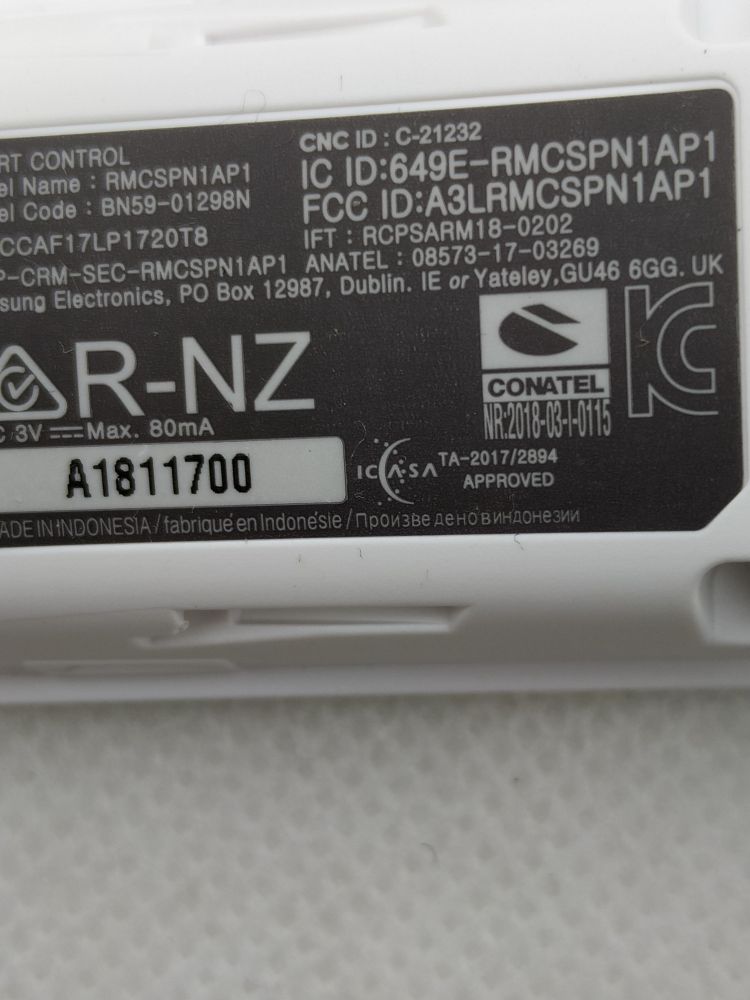 RT CONTROL
el Name : RMCSPN1AP1
el Code : BN59-01298N
CCAF17LP1720T8
P-CRM-SEC-RMCSPN1AP1
CNC ID : C-21232
IC ID:649E-RMCSPN1AP1
FCC ID:A3LRMCSPN1AP1
IFT : RCPSARM18-0202
ANATEL : 08573-17-03269
sung Electronics, PO Box 12987, Dublin. IE or Yateley,GU46 6GG. UK
R-NZ
C 3V Max. 80mA
CONATEL
NR:2018-03-I-0115
KC
A1811700
ICASA TA-2017/2894
APPROVED
ADE IN INDONESIA / fabriqué en Indonésie / Произведено в индонезии